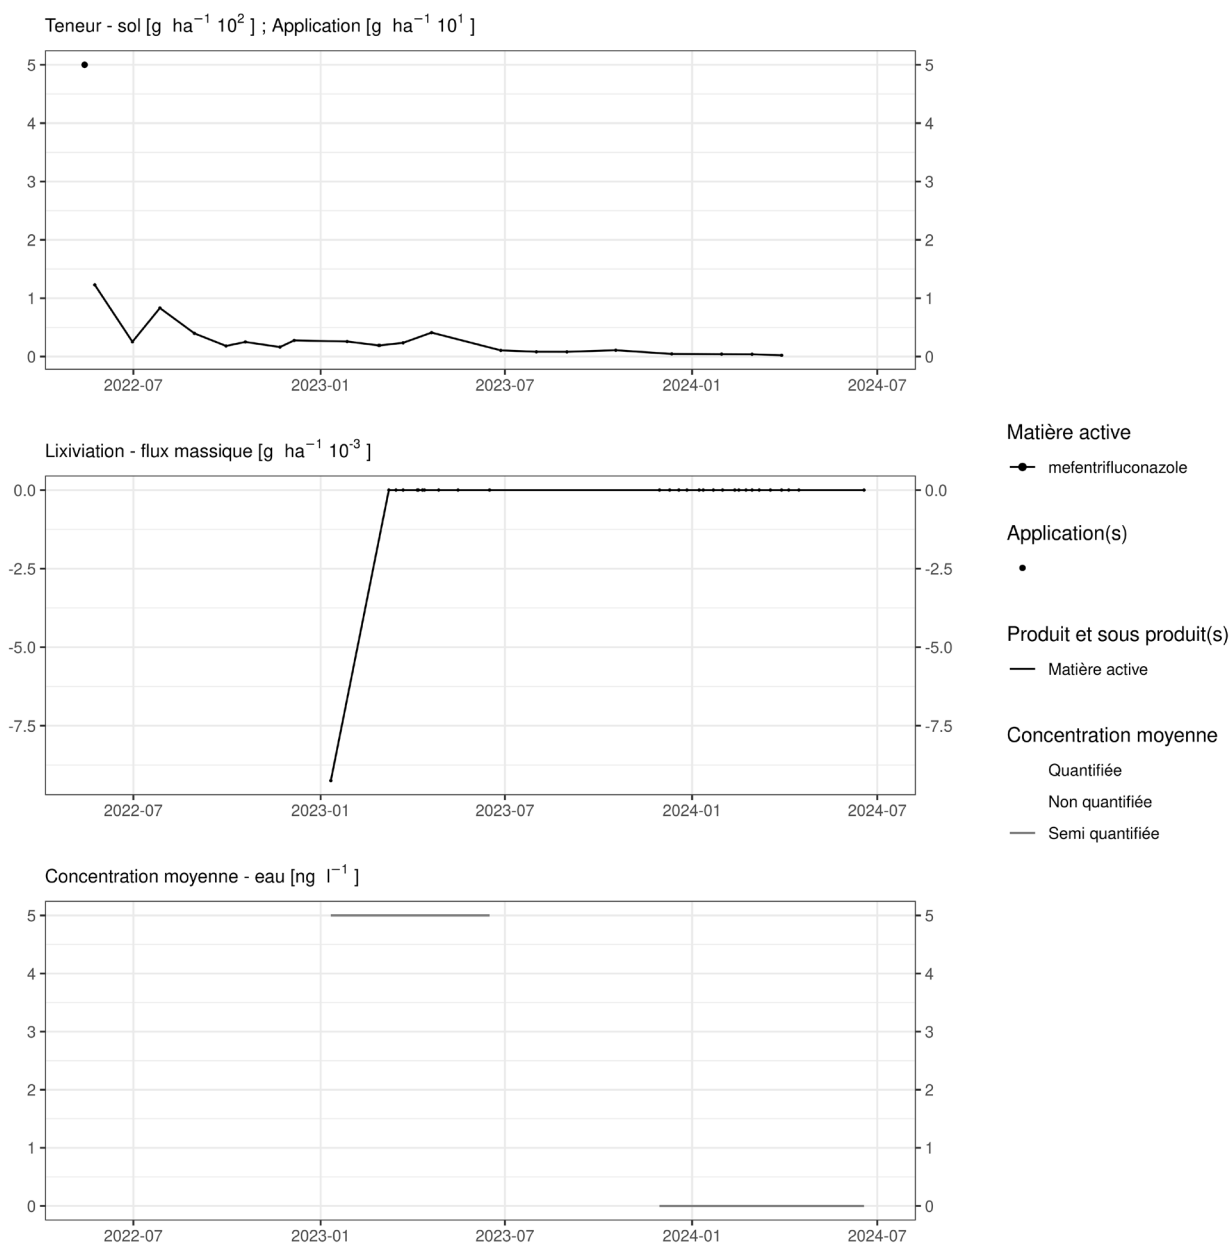 Teneur - sol [g ha−1 102 ] ; Application [g ha−1 101 ]
5 5
4 4
3 3
2 2
1 1
0 0
2022-07 2023-01 2023-07 2024-01 2024-07
Lixiviation - flux massique [g ha−1 10-3 ]
0.0 0.0
-2.5 -2.5
-5.0 -5.0
-7.5 -7.5
2022-07 2023-01 2023-07 2024-01 2024-07
Concentration moyenne - eau [ng l−1 ]
5 5
4 4
3 3
2 2
1 1
0 0
2022-07 2023-01 2023-07 2024-01 2024-07
Matière active
mefentrifluconazole
Application(s)
Produit et sous produit(s)
Matière active
Concentration moyenne
Quantifiée
Non quantifiée
Semi quantifiée